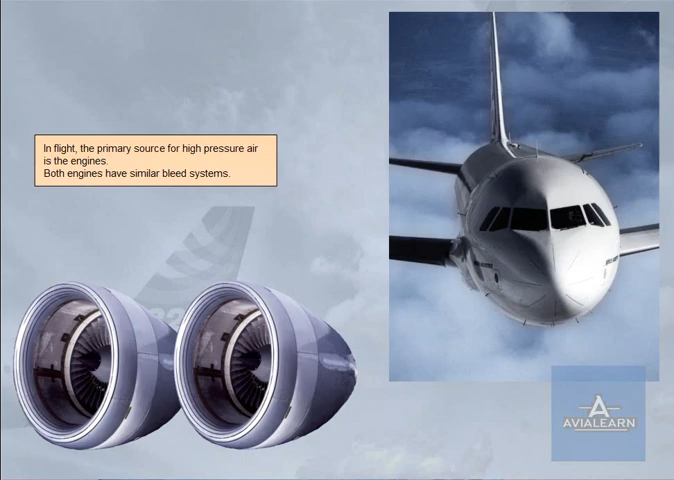 In flight, the primary source for high pressure air
is the engines.
Both engines have similar bleed systems.
AVIALEARN